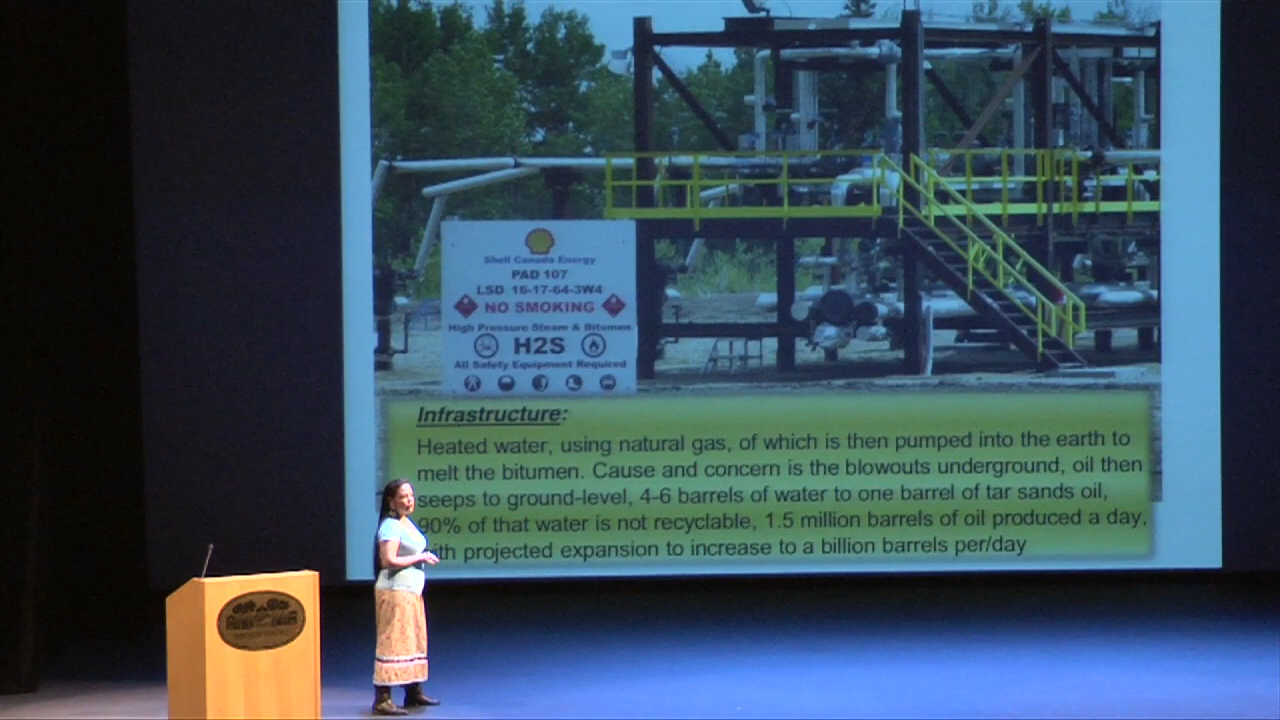 Shell Canada Energy
PAD 107
LSD 16-17-64-3W4
NO SMOKING
High Pressure Steam & Bitumen
H2S
All Safety Equipment Required
Infrastructure:
Heated water, using natural gas, of which is then pumped into the earth to
melt the bitumen. Cause and concern is the blowouts underground, oil then
seeps to ground-level, 4-6 barrels of water to one barrel of tar sands oil,
90% of that water is not recyclable, 1.5 million barrels of oil produced a day,
projected expansion to increase to a billion barrels per/day